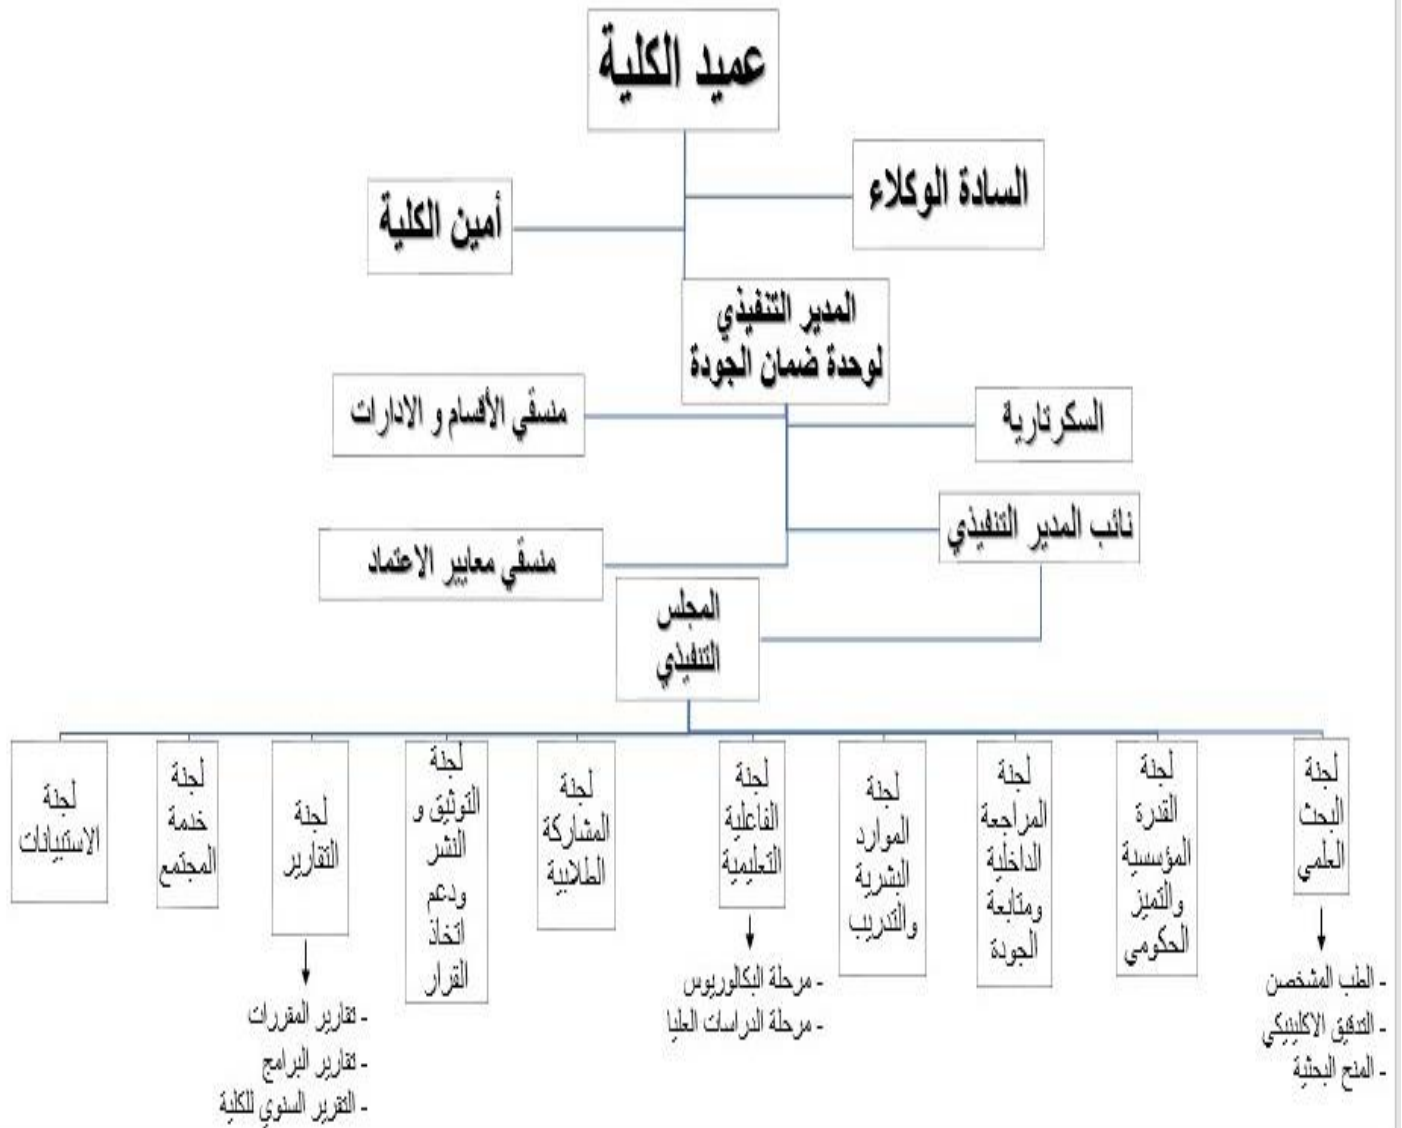 عميد الكلية
السادة الوكلاء
أمين الكلية
المدير التنفيذي
لوحدة ضمان الجودة
منسقي الأقسام و الادارات
السكرتارية
نائب المدير التنفيذي
منسقي معايير الاعتماد
المجلس
التنفيذي
لجنة
البحث
العلمي
لجنة
القدرة
المؤسسية
والتميز
الحكومي
لجنة
المراجعة
الداخلية
ومتابعة
الجودة
لجنة
الموارد
البشرية
والتدريب
لجنة
الفاعلية
التعليمية
لجنة
المشاركة
الطلابية
لجنة
التوثيق و
النشر
ودعم
اتخاذ
القرار
لجنة
التقارير
لجنة
خدمة
المجتمع
لجنة
الاستبيانات
- الطب المشخصن
- التدقيق الاكلينيكي
- المنح البحثية
- مرحلة البكالوريوس
- مرحلة الدراسات العليا
- تقارير المقررات
- تقارير البرامج
- التقرير السنوي للكلية